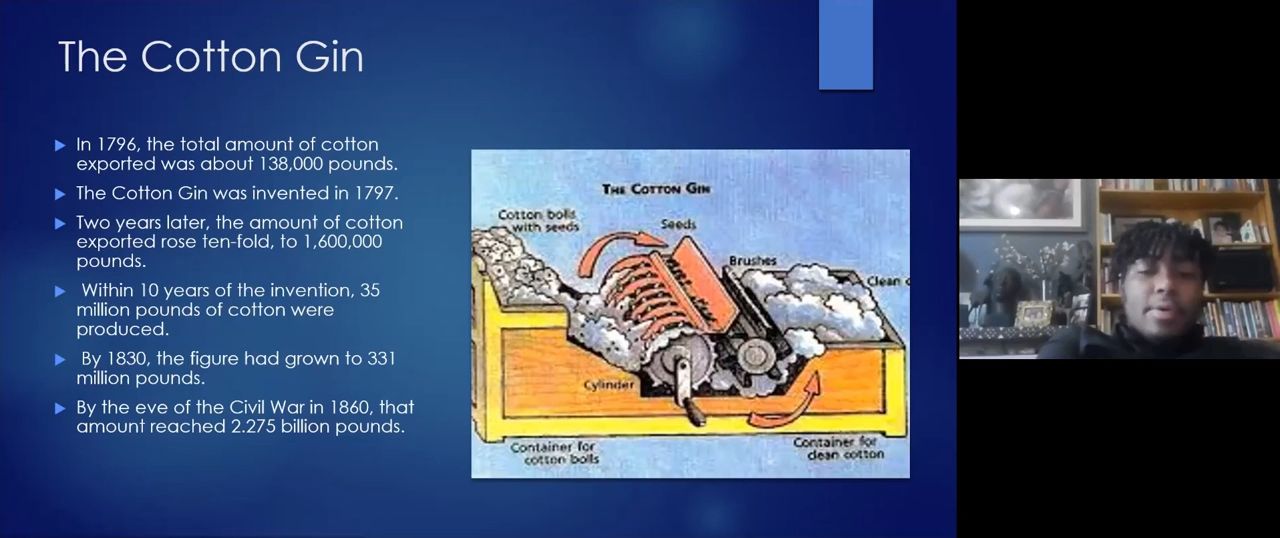 The Cotton Gin
In 1796, the total amount of cotton
exported was about 138,000 pounds.
The Cotton Gin was invented in 1797.
Two years later, the amount of cotton
exported rose ten-fold, to 1,600,000
pounds.
Within 10 years of the invention, 35
million pounds of cotton were
produced.
By 1830, the figure had grown to 331
million pounds.
By the eve of the Civil War in 1860, that
amount reached 2.275 billion pounds.
THE COTTON GIN
Cotton bolls
with seeds
Seeds
Brushes
Clean c
Cylinder
Container for
cotton bolls
Container for
clean cotton